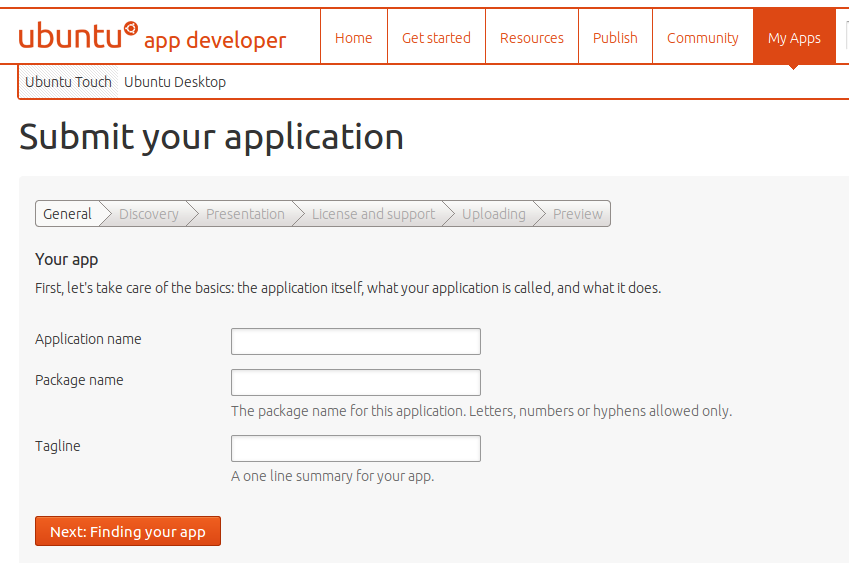 ubuntu app developer
Home Get started Resources Publish Community My Apps
Ubuntu Touch Ubuntu Desktop
Submit your application
General Discovery Presentation License and support Uploading Preview
Your app
First, let's take care of the basics: the application itself, what your application is called, and what it does.
Application name
Package name
The package name for this application. Letters, numbers or hyphens allowed only.
Tagline
A one line summary for your app.
Next: Finding your app